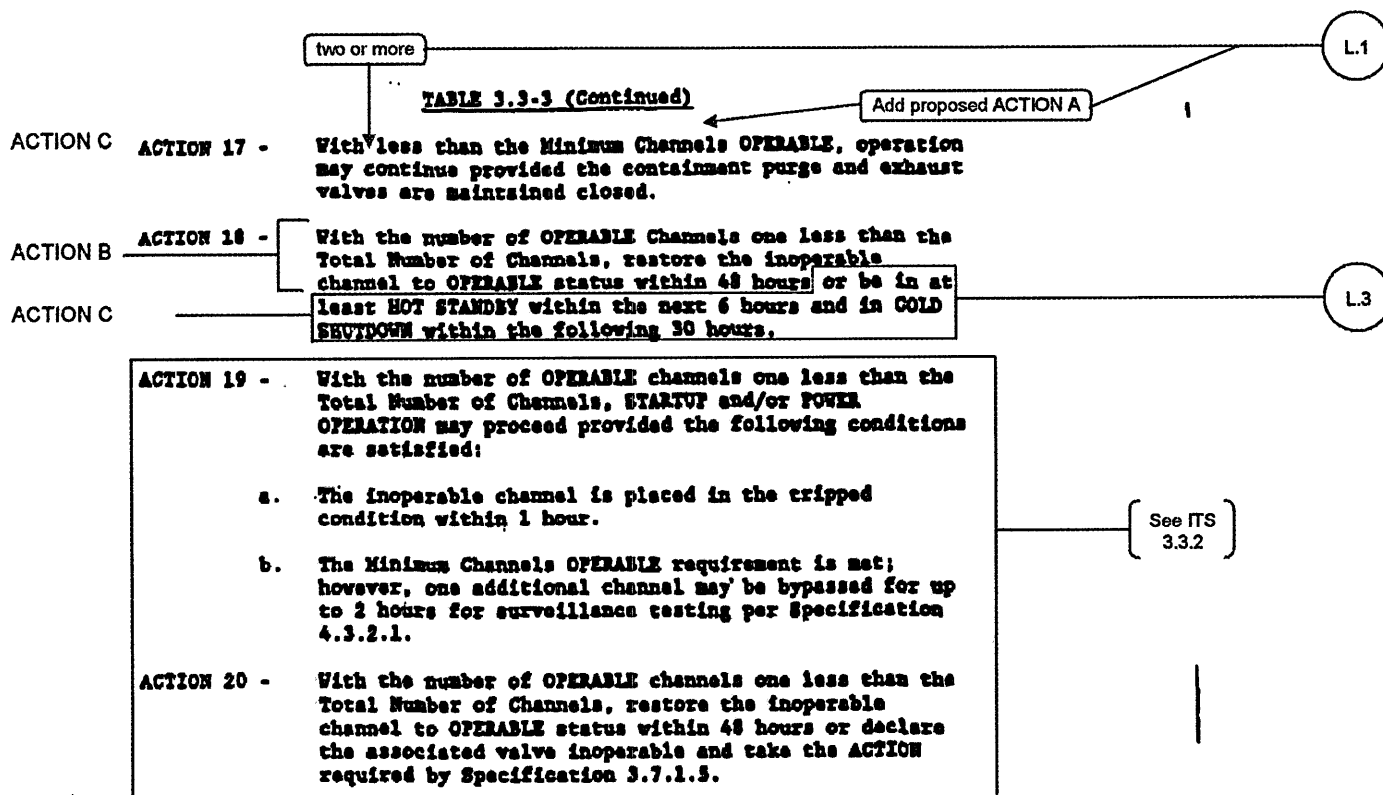 two or more
L.1
TABLE 3.3-3 (Continued)
Add proposed ACTION A
ACTION C
ACTION 17 - With less than the Minimum Channels OPERABLE, operation
may continue provided the containment purge and exhaust
valves are maintained closed.
ACTION B
ACTION 18 - With the number of OPERABLE Channels one less than the
Total Number of Channels, restore the inoperable
channel to OPERABLE status within 48 hours or be in at
ACTION C
least HOT STANDBY within the next 6 hours and in COLD
SHUTDOWN within the following 30 hours.
L.3
ACTION 19 - With the number of OPERABLE channels one less than the
Total Number of Channels, STARTUP and/or POWER
OPERATION may proceed provided the following conditions
are satisfied:
a. The inoperable channel is placed in the tripped
condition within 1 hour.
See ITS
3.3.2
b. The Minimum Channels OPERABLE requirement is met;
however, one additional channel may be bypassed for up
to 2 hours for surveillance testing per Specification
4.3.2.1.
ACTION 20 - With the number of OPERABLE channels one less than the
Total Number of Channels, restore the inoperable
channel to OPERABLE status within 48 hours or declare
the associated valve inoperable and take the ACTION
required by Specification 3.7.1.5.